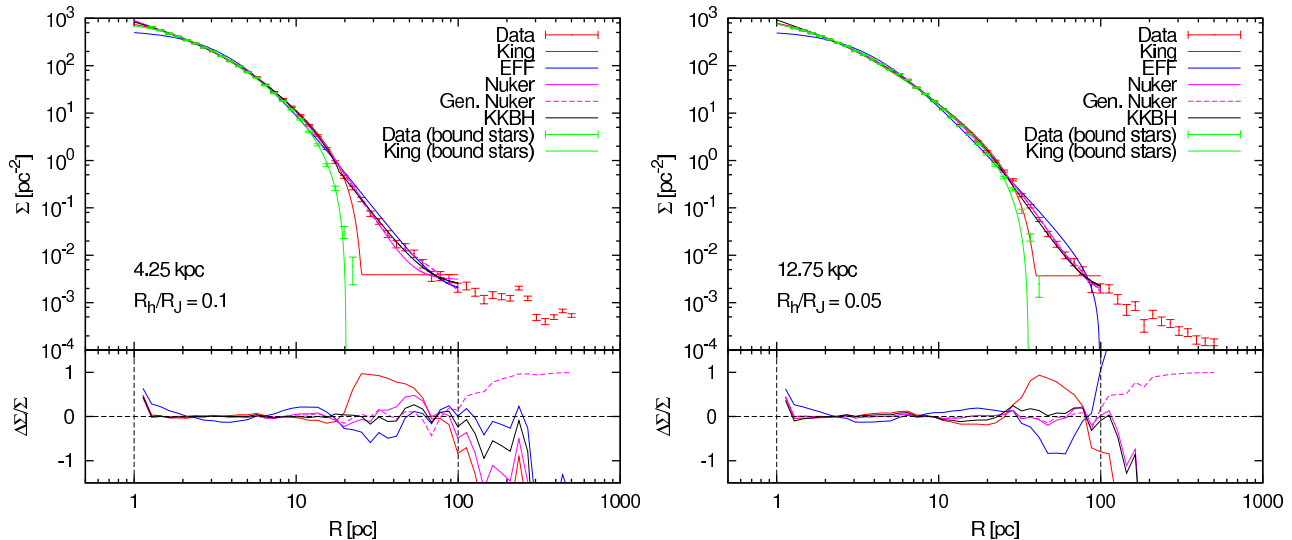 10^3
10^2
10^1
10^0
10^-1
10^-2
10^-3
10^-4
Σ [pc^-2]
Data
King
EFF
Nuker
Gen. Nuker
KKBH
Data (bound stars)
King (bound stars)
4.25 kpc
R_h/R_J = 0.1
1
0
-1
ΔΣ/Σ
1
10
100
1000
R [pc]
10^3
10^2
10^1
10^0
10^-1
10^-2
10^-3
10^-4
Σ [pc^-2]
Data
King
EFF
Nuker
Gen. Nuker
KKBH
Data (bound stars)
King (bound stars)
12.75 kpc
R_h/R_J = 0.05
1
0
-1
ΔΣ/Σ
1
10
100
1000
R [pc]